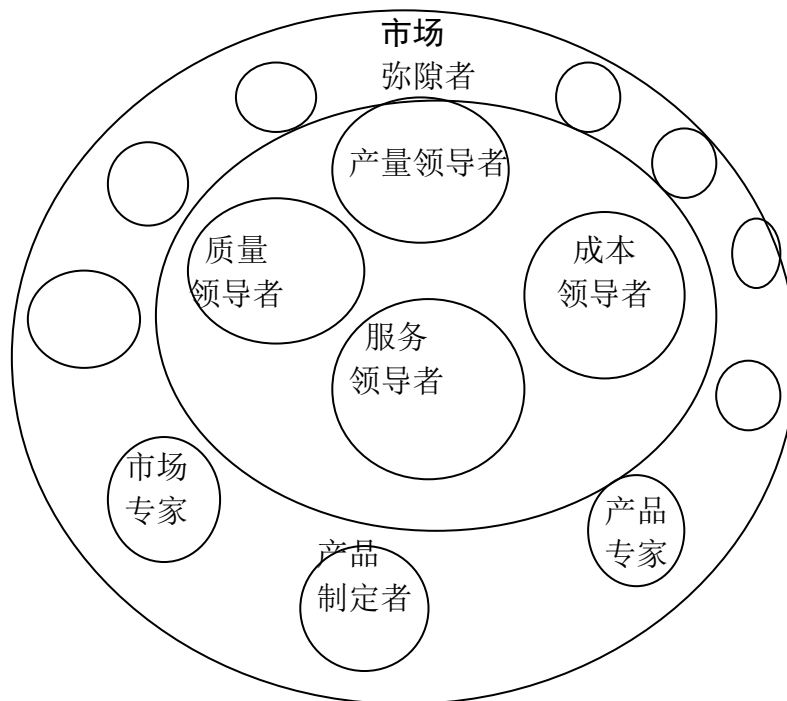 市场
弥隙者
产量领导者
质量
领导者
成本
领导者
服务
领导者
市场
专家
产品
制定者
产品
专家